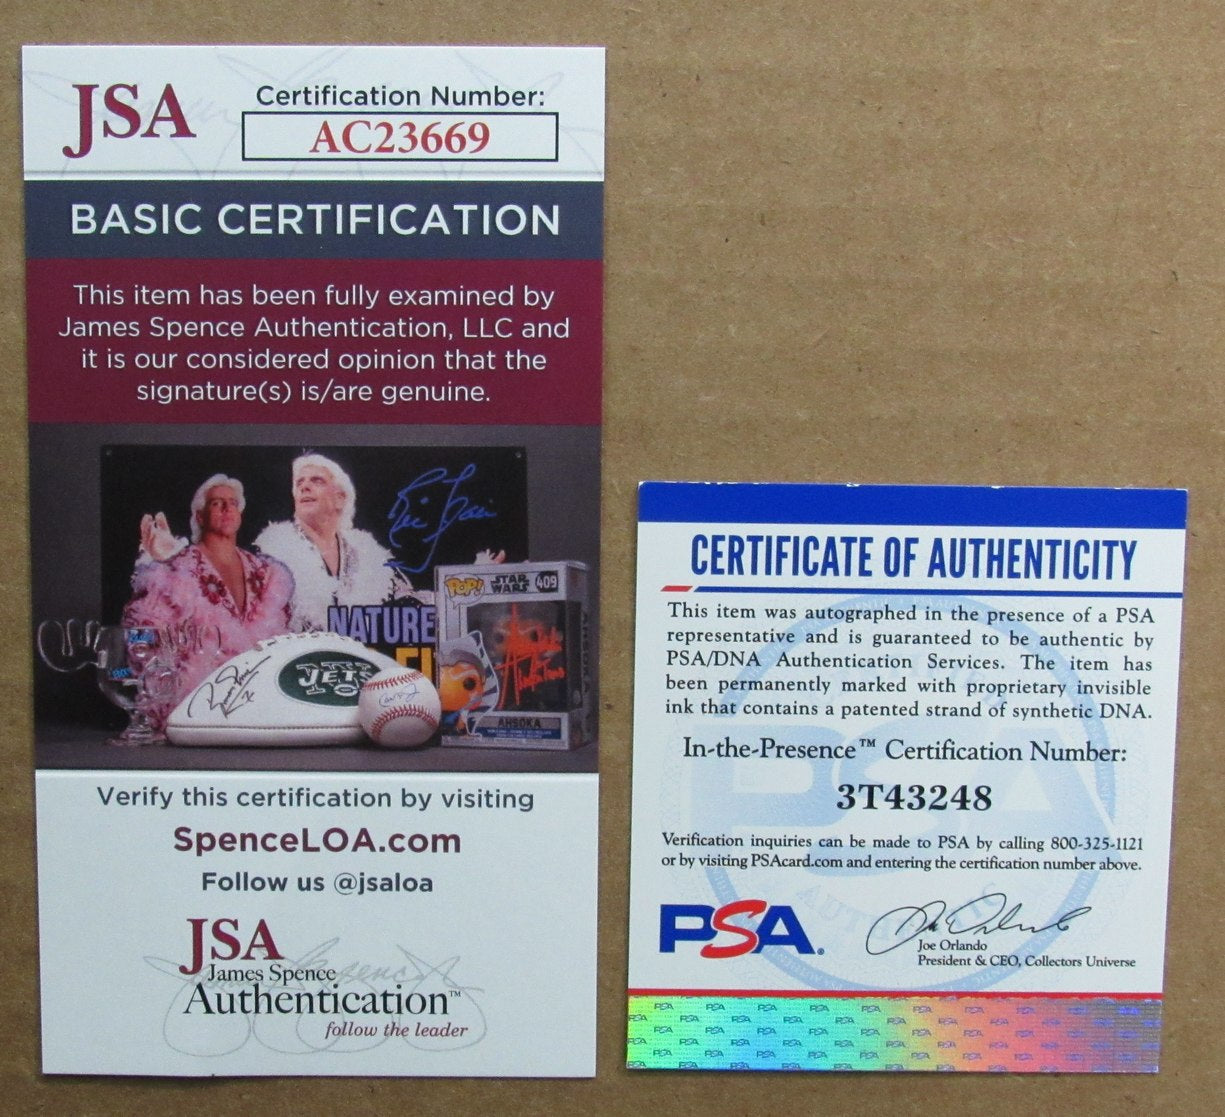 JSA
Certification Number:
AC23669
BASIC CERTIFICATION
This item has been fully examined by
James Spence Authentication, LLC and
it is our considered opinion that the
signature(s) is/are genuine.
Ric Flair
POP!
STAR
WARS
409
NATURE
JETS
AHSOKA
Verify this certification by visiting
SpenceLOA.com
Follow us @jsaloa
JSA
James Spence
Authentication™
follow the leader
CERTIFICATE OF AUTHENTICITY
This item was autographed in the presence of a PSA
representative and is guaranteed to be authentic by
PSA/DNA Authentication Services. The item has
been permanently marked with proprietary invisible
ink that contains a patented strand of synthetic DNA.
In-the-Presence™ Certification Number:
3T43248
Verification inquiries can be made to PSA by calling 800-325-1121
or by visiting PSAcard.com and entering the certification number above.
PSA®
Joe Orlando
President & CEO, Collectors Universe